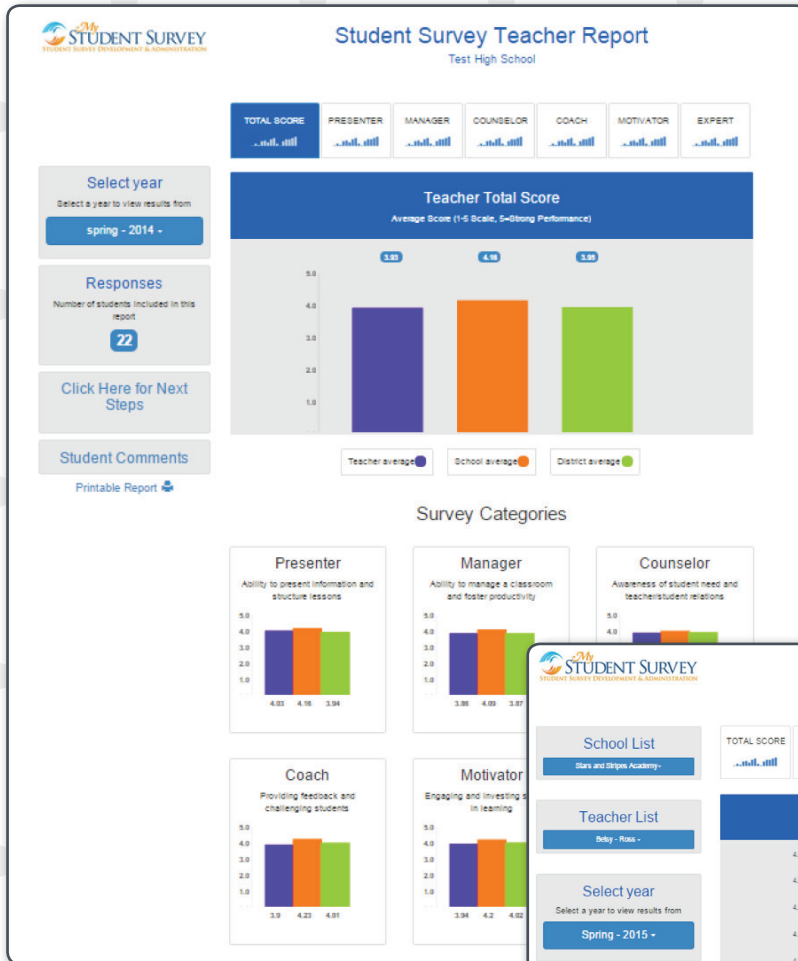 My
STUDENT SURVEY
STUDENT SURVEY DEVELOPMENT & ADMINISTRATION
Student Survey Teacher Report
Test High School
TOTAL SCORE
PRESENTER
MANAGER
COUNSELOR
COACH
MOTIVATOR
EXPERT
Select year
Select a year to view results from
spring - 2014 -
Responses
Number of students included in this
report
22
Click Here for Next
Steps
Student Comments
Printable Report
Teacher Total Score
Average Score (1-5 Scale, 5=Strong Performance)
3.93
4.16
3.95
5.0
4.0
3.0
2.0
1.0
Teacher average
School average
District average
Survey Categories
Presenter
Ability to present information and
structure lessons
5.0
4.0
3.0
2.0
1.0
4.03 4.16 3.94
Manager
Ability to manage a classroom
and foster productivity
5.0
4.0
3.0
2.0
1.0
3.86 4.09 3.87
Counselor
Awareness of student need and
teacher/student relations
5.0
4.0
Coach
Providing feedback and
challenging students
5.0
4.0
3.0
2.0
1.0
3.9 4.23 4.01
Motivator
Engaging and investing s
in learning
5.0
4.0
3.0
2.0
1.0
3.94 4.2 4.02
My
STUDENT SURVEY
STUDENT SURVEY DEVELOPMENT & ADMINISTRATION
School List
Stars and Stripes Academy-
Teacher List
Betsy - Ross -
Select year
Select a year to view results from
Spring - 2015 -
TOTAL SCORE
4.
4.
4.
4.